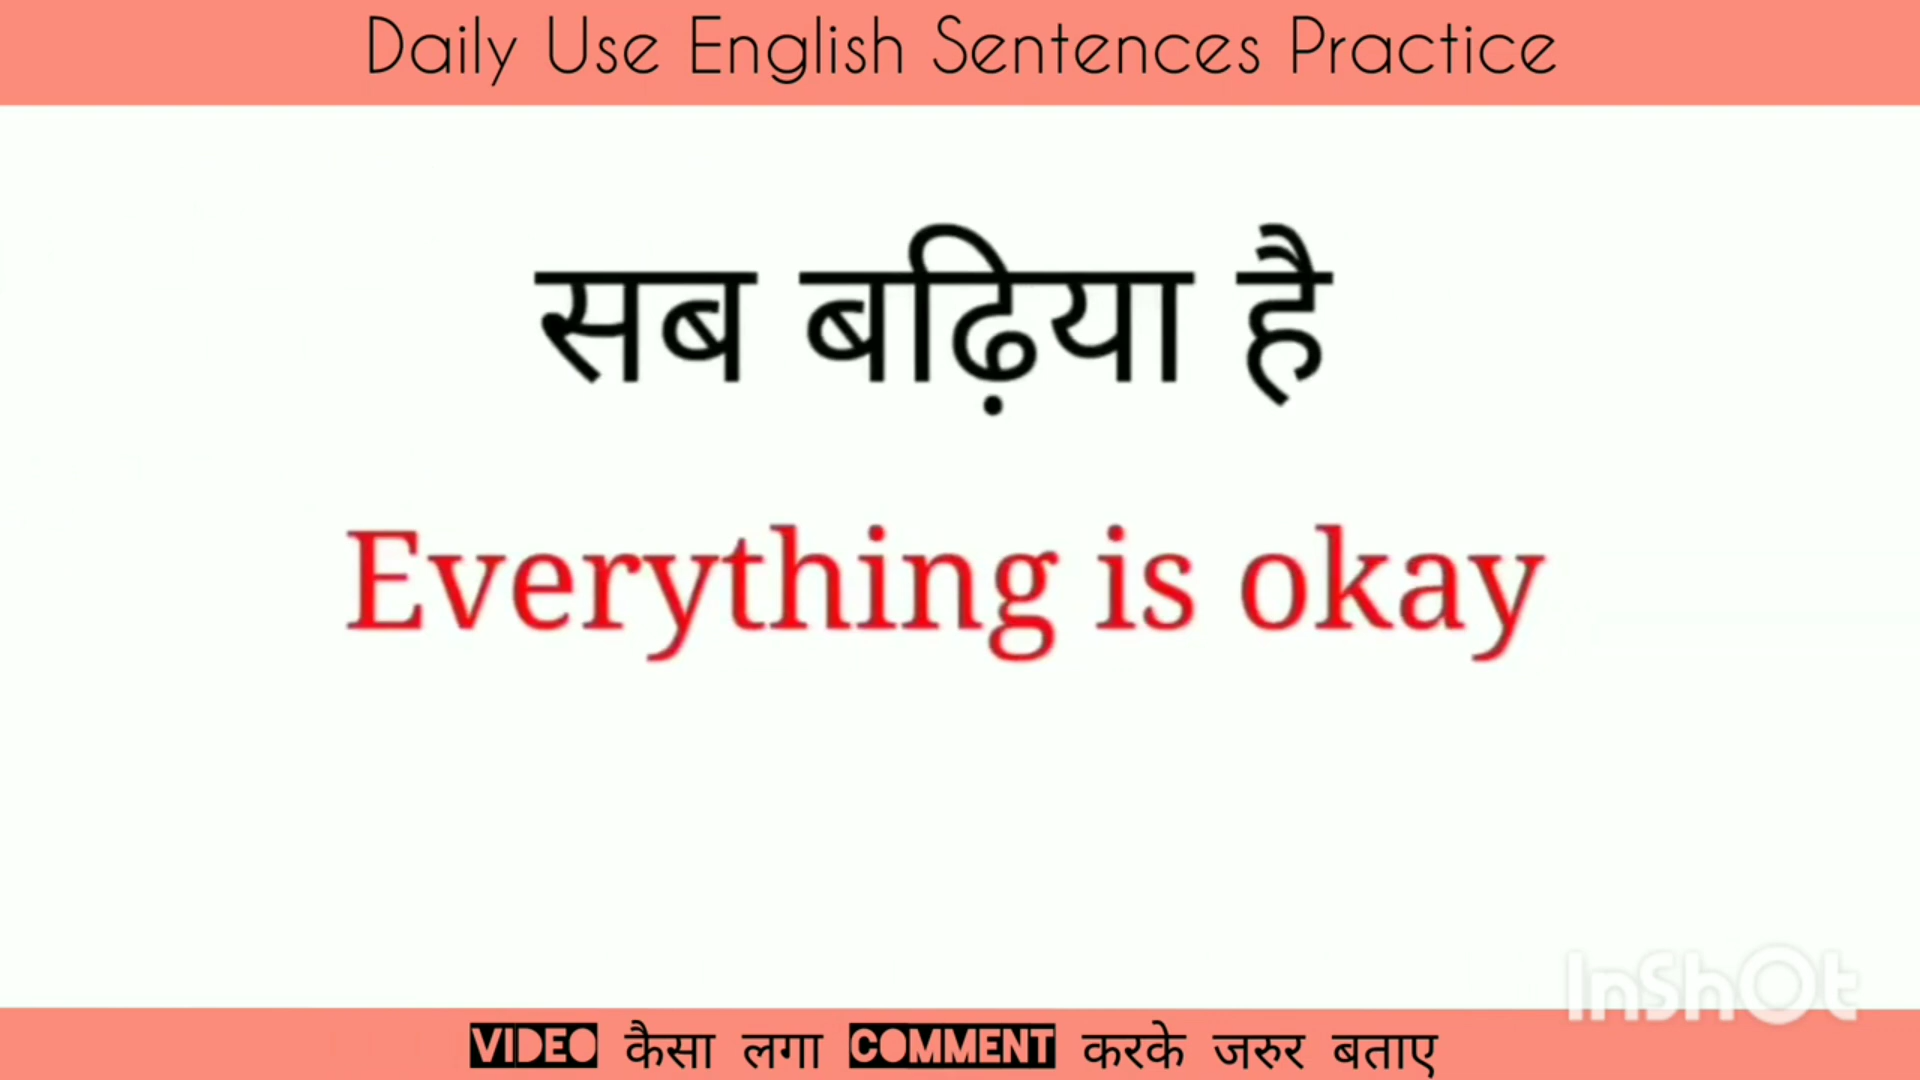 Daily Use English Sentences Practice
सब बढ़िया है
Everything is okay
InShOt
VIDEO कैसा लगा COMMENT करके जरुर बताए